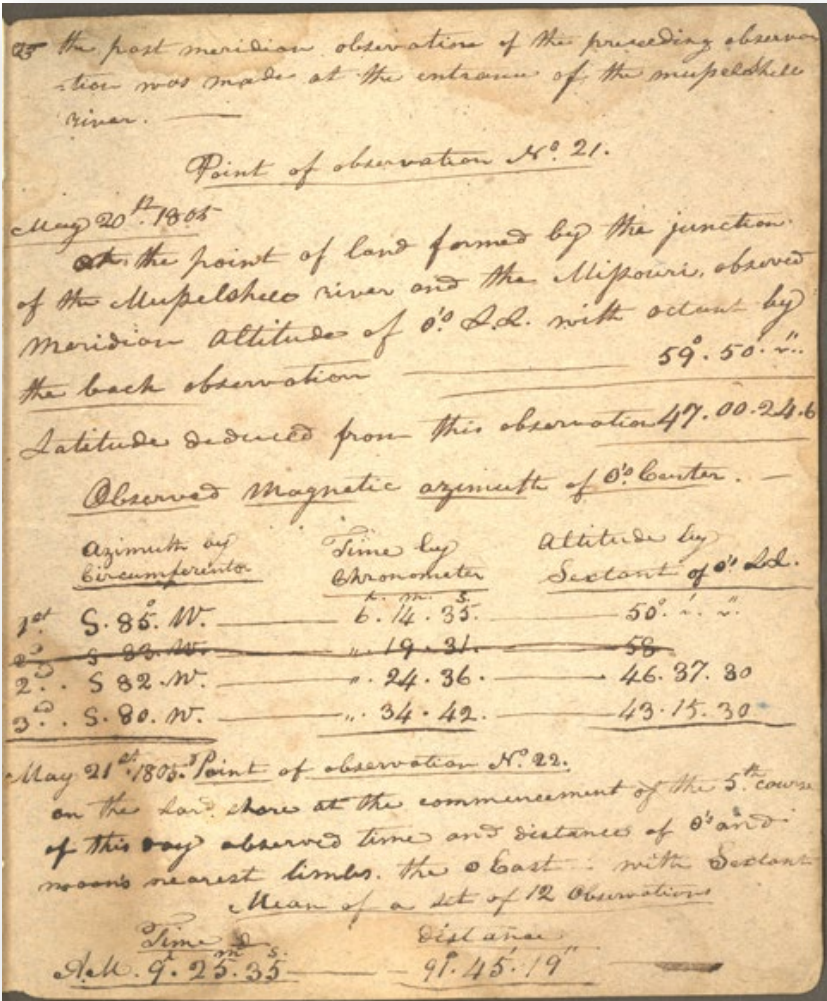 ☞ the post meridian observation of the preceeding observa-
-tion was made at the entrance of the musselshell
river. —
Point of observation Nº. 21.
May 20th. 1805
At the point of land formed by the junction
of the Musselshell river and the Missouri, observed
meridian Altitude of ʘ's L.L. with octant by
the back observation — 59°. 50'. ".
Latitude deduced from this observation 47. 00. 24.6
Observed Magnetic azimuth of ʘ's Center. —
Azimuth by Time by Altitude by
Circumferentor Chronometer Sextant of ʘ's L.L.
h. m. s.
1st. S. 85°. W. — 6. 14. 35. — 50°. '. ".
2d S 83. W. — ". 19. 31. — 58
2d. S 82. W. — ". 24. 36. — 46. 37. 30
3d. S. 80. W. — ". 34. 42. — 43. 15. 30
May 21st. 1805. Point of observation Nº. 22.
on the Lard. shore at the commencement of the 5th. course
of this day observed time and distance of ʘ's and
moon's nearest limbs. the ʘ East with Sextant
Mean of a set of 12 Observations
Time distance
h m s.
A.M. 9. 25. 35 — 91°. 45'. 19"